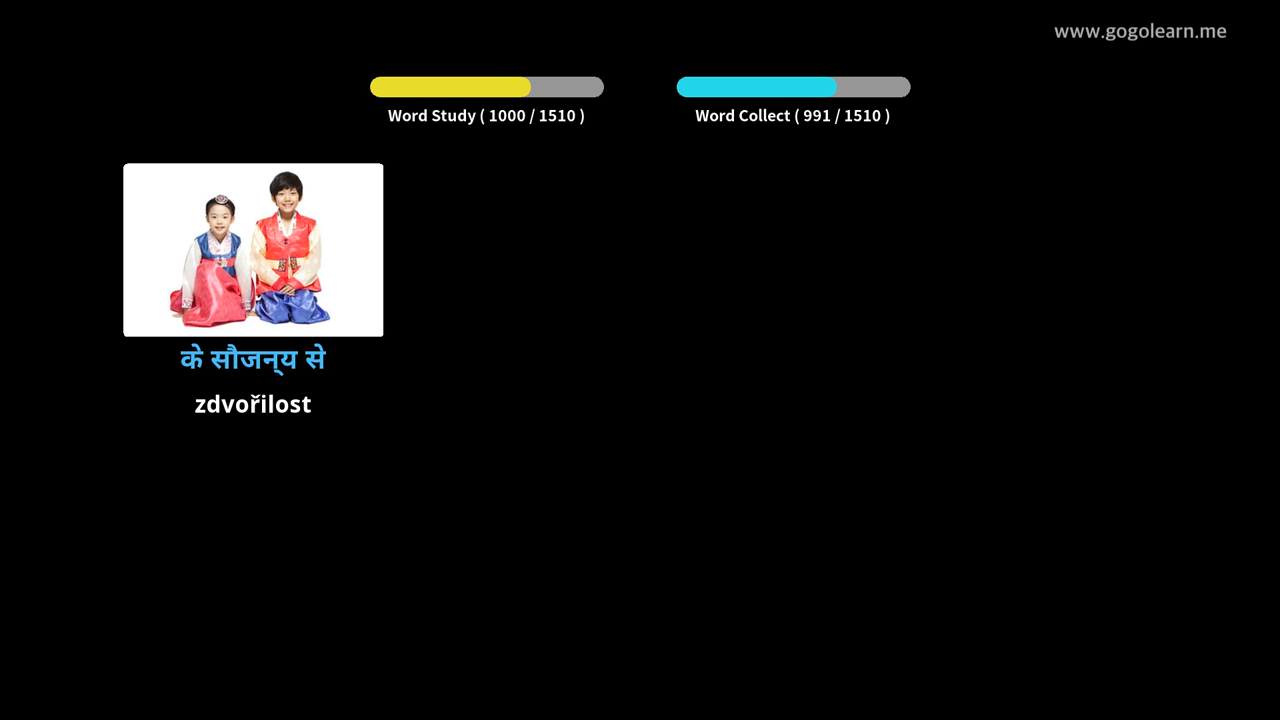 www.gogolearn.me
Word Study ( 1000 / 1510 )
Word Collect ( 991 / 1510 )
के सौजन्य से
zdvořilost